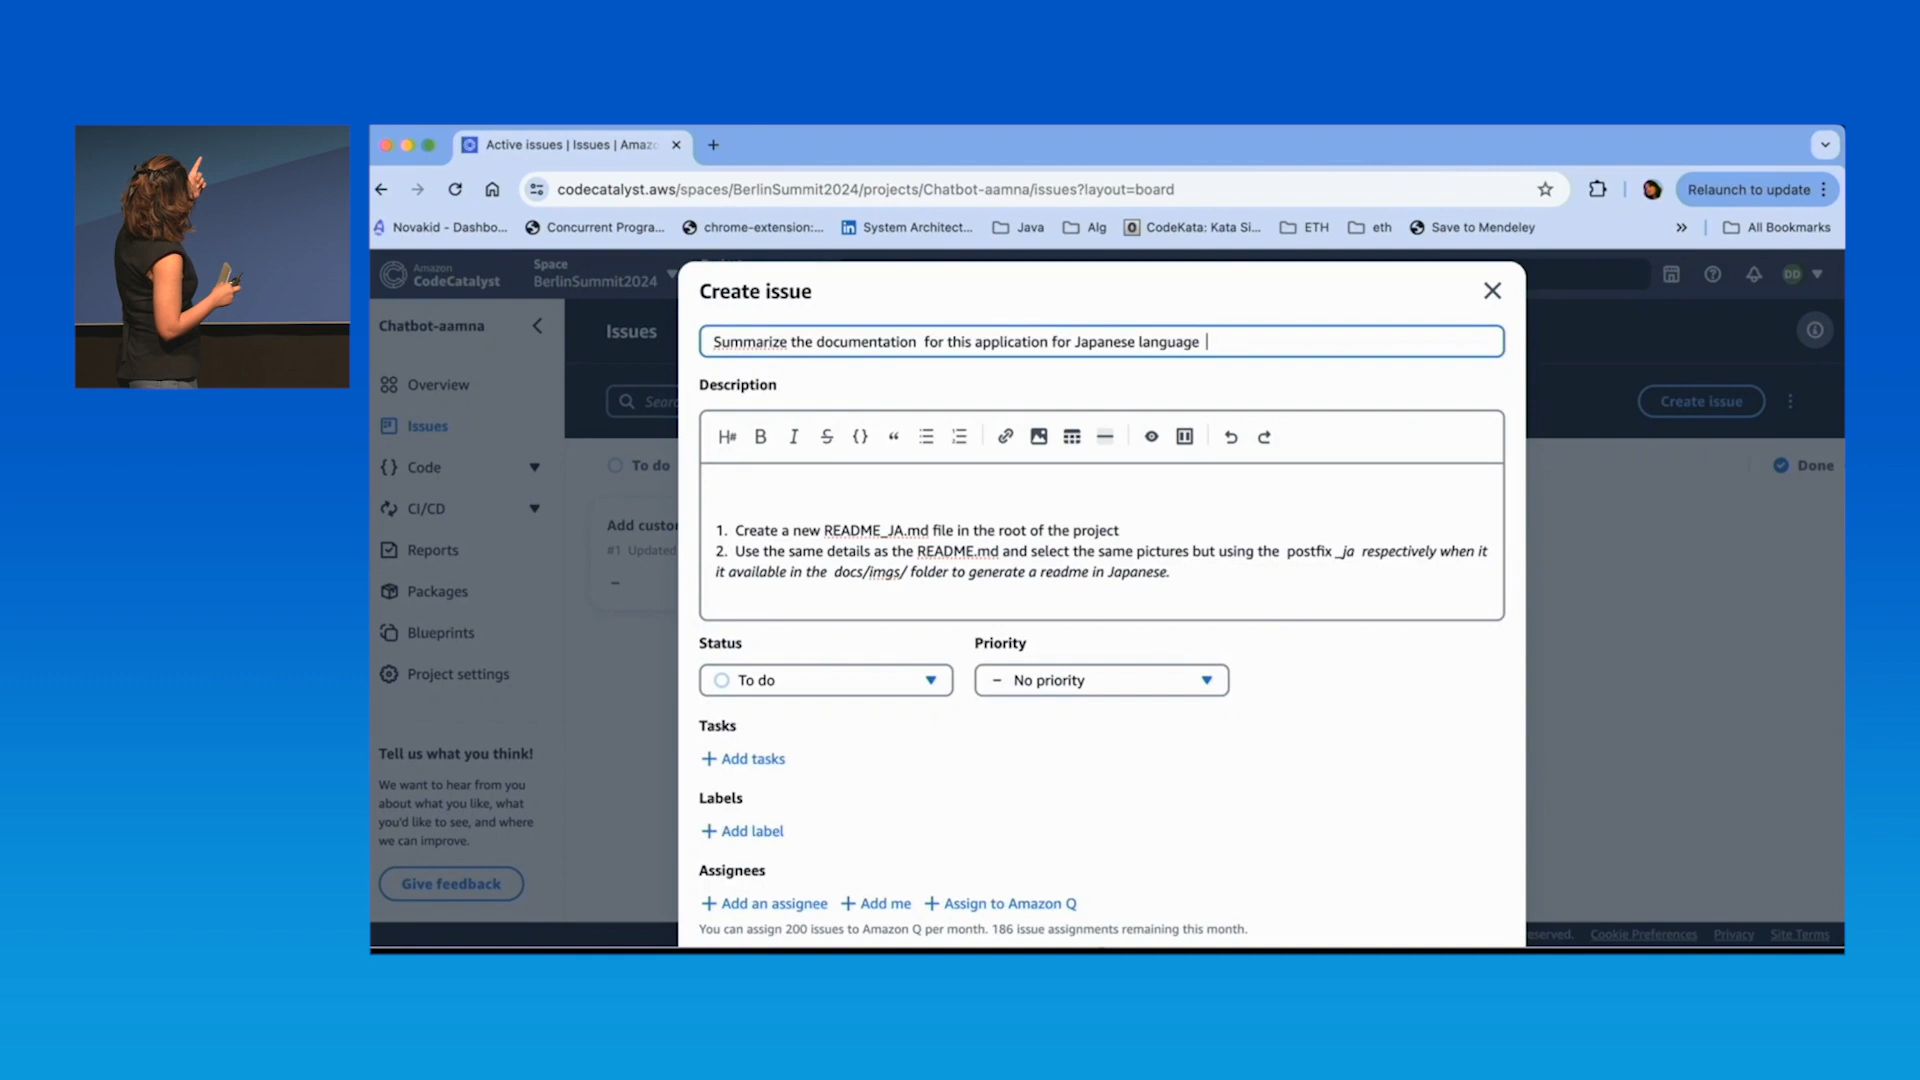 Active issues | Issues | Amaz
codecatalyst.aws/spaces/BerlinSummit2024/projects/Chatbot-aamna/issues?layout=board
Relaunch to update
Novakid - Dashbo... Concurrent Progra... chrome-extension:... System Architect... Java Alg CodeKata: Kata Si... ETH eth Save to Mendeley » All Bookmarks
Amazon
CodeCatalyst
Space
BerlinSummit2024
DD
Chatbot-aamna
Overview
Issues
Code
CI/CD
Reports
Packages
Blueprints
Project settings
Tell us what you think!
We want to hear from you
about what you like, what
you'd like to see, and where
we can improve.
Give feedback
Issues
Sear
Create issue
To do
Done
Add custo
#1 Updated
Create issue
Summarize the documentation  for this application for Japanese language
Description
H# B I S {} “
1. Create a new README_JA.md file in the root of the project
2. Use the same details as the README.md and select the same pictures but using the  postfix _ja  respectively when it
it available in the  docs/imgs/ folder to generate a readme in Japanese.
Status
Priority
To do
– No priority
Tasks
+ Add tasks
Labels
+ Add label
Assignees
+ Add an assignee + Add me + Assign to Amazon Q
You can assign 200 issues to Amazon Q per month. 186 issue assignments remaining this month.
eserved. Cookie Preferences Privacy Site Terms